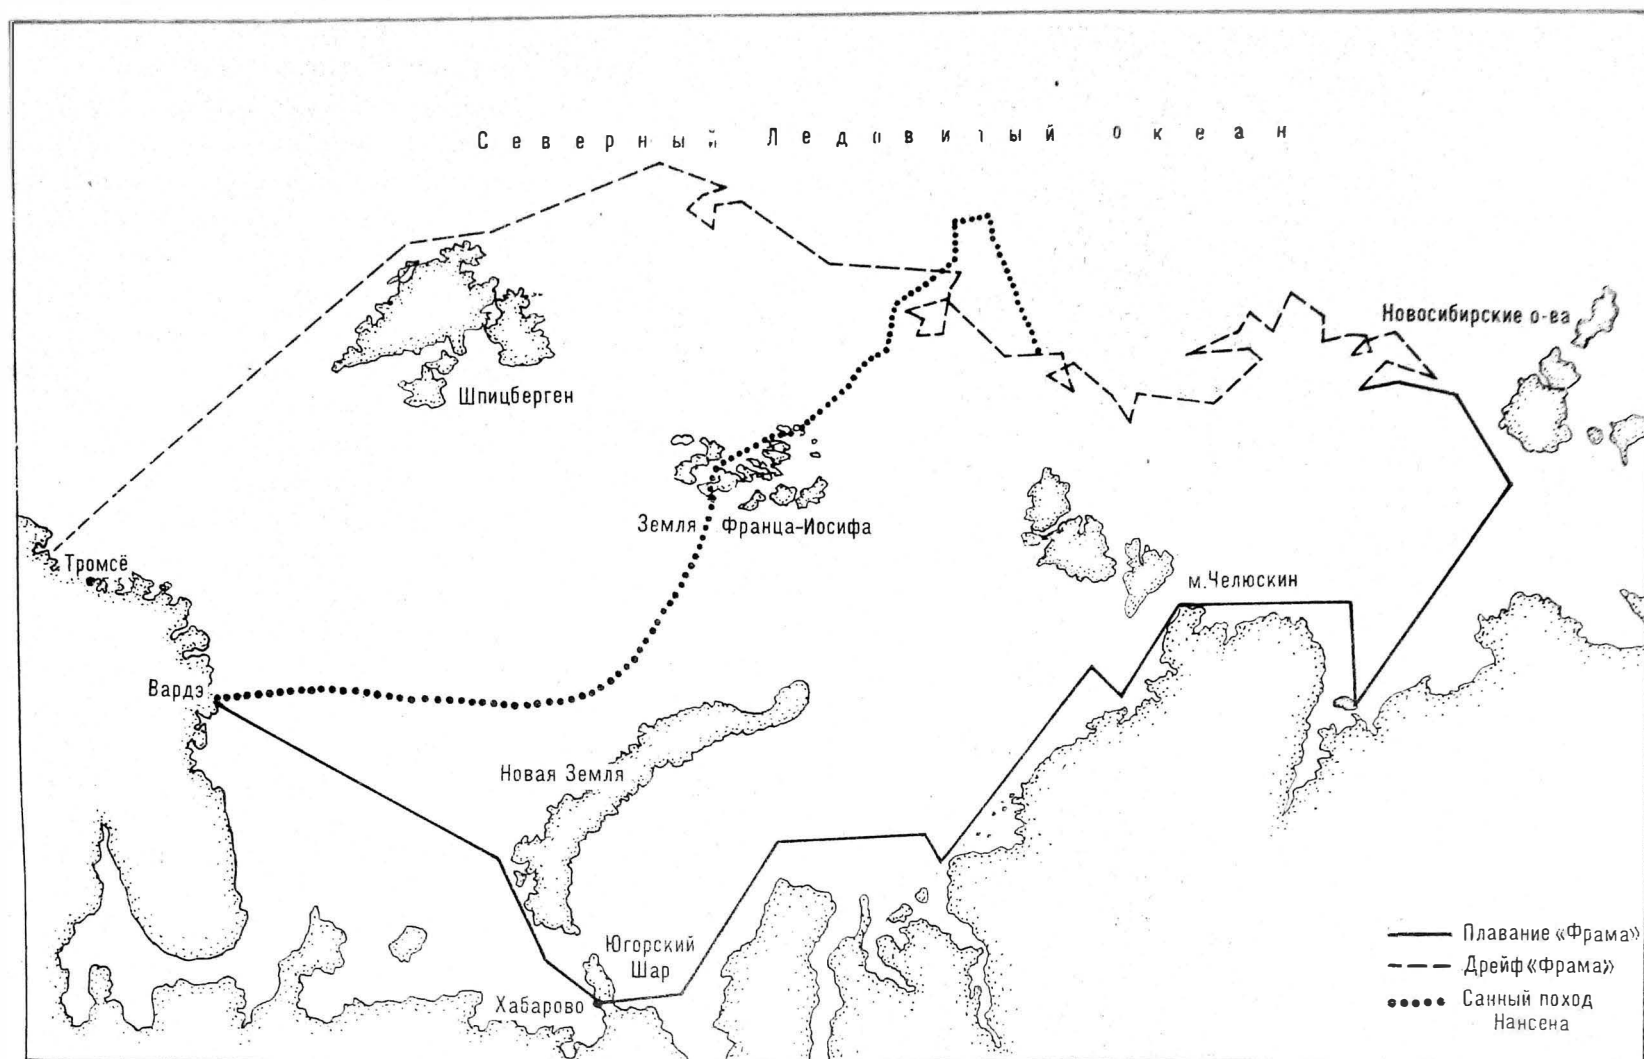 Северный Ледовитый океан
Новосибирские о-ва
Шпицберген
Земля Франца-Иосифа
Тромсё
м.Челюскин
Вардэ
Новая Земля
Югорский
Шар
Хабарово
Плавание «Фрама»
Дрейф «Фрама»
Санный поход
Нансена